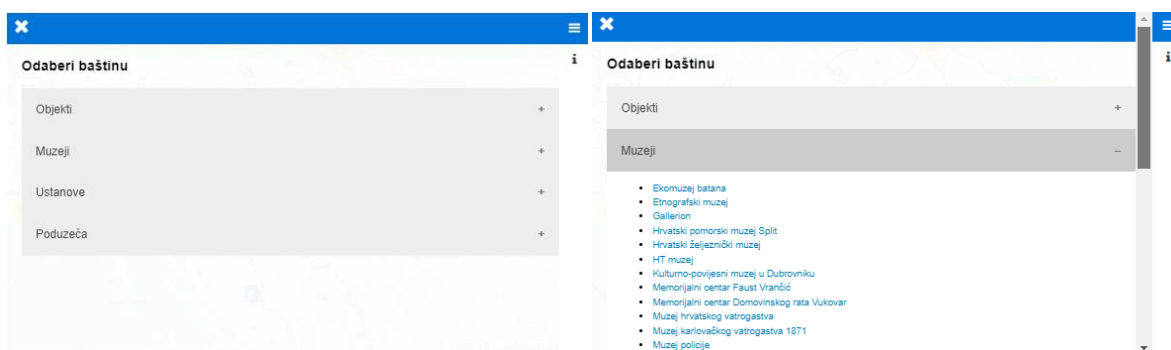 Odaberi baštinu
i
Objekti +
Muzeji +
Ustanove +
Poduzeća +
Odaberi baštinu
i
Objekti +
Muzeji –
Ekomuzej batana
Etnografski muzej
Gallerion
Hrvatski pomorski muzej Split
Hrvatski željeznički muzej
HT muzej
Kulturno-povijesni muzej u Dubrovniku
Memorijalni centar Faust Vrančić
Memorijalni centar Domovinskog rata Vukovar
Muzej hrvatskog vatrogastva
Muzej karlovačkog vatrogastva 1871
Muzej policije